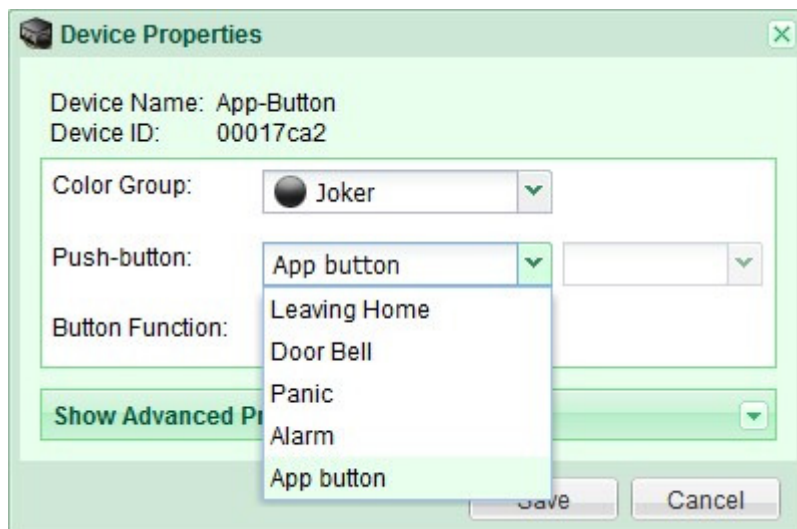 Device Properties
Device Name: App-Button
Device ID: 00017ca2
Color Group: Joker
Push-button: App button
Leaving Home
Button Function:
Door Bell
Panic
Alarm
App button
Show Advanced
Cancel